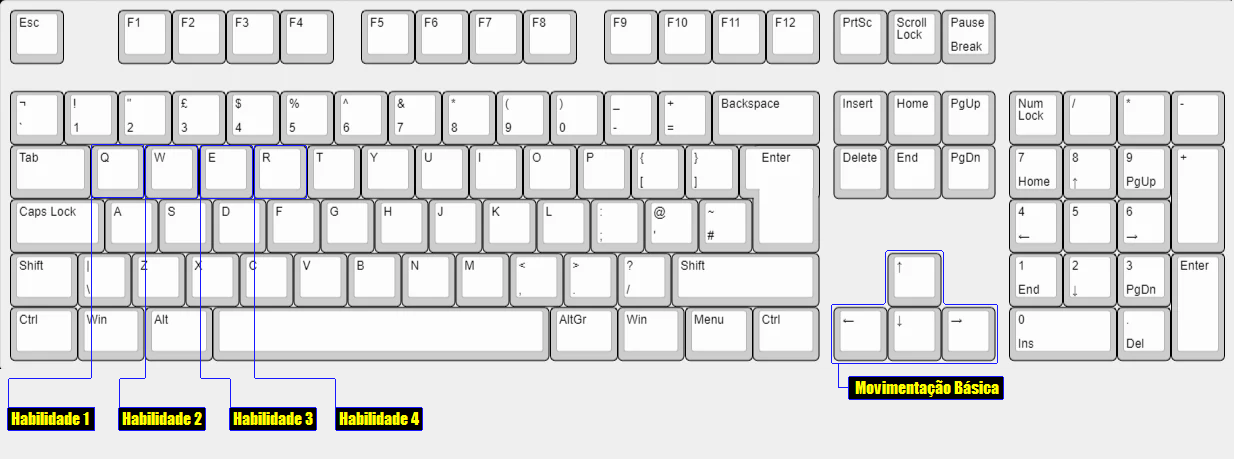 Esc F1 F2 F3 F4 F5 F6 F7 F8 F9 F10 F11 F12 PrtSc Scroll Pause
Lock Break
¬ ! " £ $ % ^ & * ( ) _ + Backspace Insert Home PgUp Num / * -
` 1 2 3 4 5 6 7 8 9 0 - = Lock
Tab Q W E R T Y U I O P { } Enter Delete End PgDn 7 8 9 +
[ ] Home ↑ PgUp
Caps Lock A S D F G H J K L : @ ~ 4 5 6
; ' # ← →
Shift | Z X C V B N M < > ? Shift ↑ 1 2 3 Enter
\ , . / End ↓ PgDn
Ctrl Win Alt AltGr Win Menu Ctrl ← ↓ → 0 .
Ins Del
Movimentação Básica
Habilidade 1 Habilidade 2 Habilidade 3 Habilidade 4